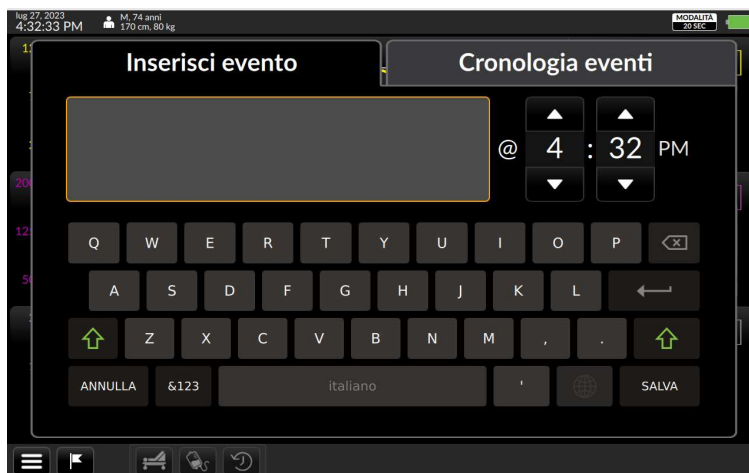 lug 27, 2023
4:32:33 PM
M, 74 anni
170 cm, 80 kg
MODALITÀ
20 SEC
Inserisci evento
Cronologia eventi
@ 4 : 32 PM
Q W E R T Y U I O P
A S D F G H J K L
Z X C V B N M , .
ANNULLA &123 italiano ' SALVA